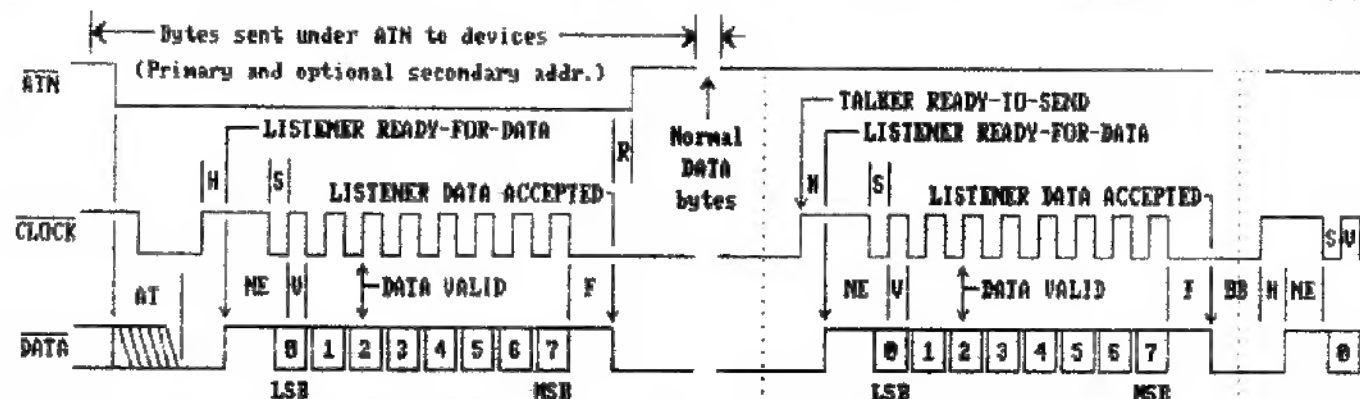 Bytes sent under ATN to devices
(Primary and optional secondary addr.)
ATN
TALKER READY-TO-SEND
LISTENER READY-FOR-DATA
LISTENER READY-FOR-DATA
Normal
DATA
bytes
R
H
S
H
S
LISTENER DATA ACCEPTED
LISTENER DATA ACCEPTED
CLOCK
S V
AT
NE
V
DATA VALID
F
NE
V
DATA VALID
F
BB
H
NE
DATA
0 1 2 3 4 5 6 7
0 1 2 3 4 5 6 7
0
LSB
MSB
LSB
MSB